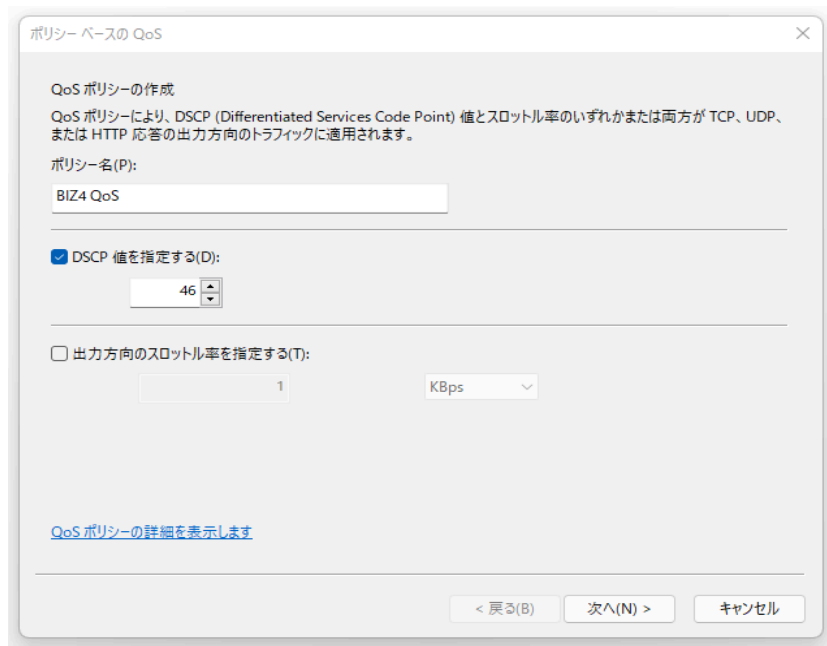 ポリシー ベースの QoS
QoS ポリシーの作成
QoS ポリシーにより、DSCP (Differentiated Services Code Point) 値とスロットル率のいずれかまたは両方が TCP、UDP、
または HTTP 応答の出力方向のトラフィックに適用されます。
ポリシー名(P):
BIZ4 QoS
DSCP 値を指定する(D):
46
出力方向のスロットル率を指定する(T):
1 KBps
QoS ポリシーの詳細を表示します
< 戻る(B) 次へ(N) > キャンセル